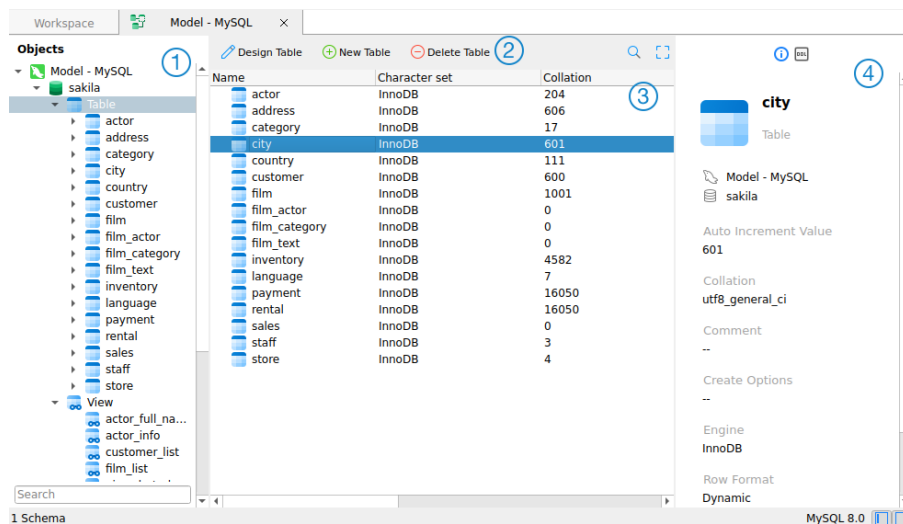 Workspace
Model - MySQL ×
Objects
1
Model - MySQL
sakila
Table
actor
address
category
city
country
customer
film
film_actor
film_category
film_text
inventory
language
payment
rental
sales
staff
store
View
actor_full_na...
actor_info
customer_list
film_list
Search
1 Schema
Design Table
New Table
Delete Table
2
Name Character set Collation
3
actor InnoDB 204
address InnoDB 606
category InnoDB 17
city InnoDB 601
country InnoDB 111
customer InnoDB 600
film InnoDB 1001
film_actor InnoDB 0
film_category InnoDB 0
film_text InnoDB 0
inventory InnoDB 4582
language InnoDB 7
payment InnoDB 16050
rental InnoDB 16050
sales InnoDB 0
staff InnoDB 3
store InnoDB 4
DDL
4
city
Table
Model - MySQL
sakila
Auto Increment Value
601
Collation
utf8_general_ci
Comment
--
Create Options
--
Engine
InnoDB
Row Format
Dynamic
MySQL 8.0